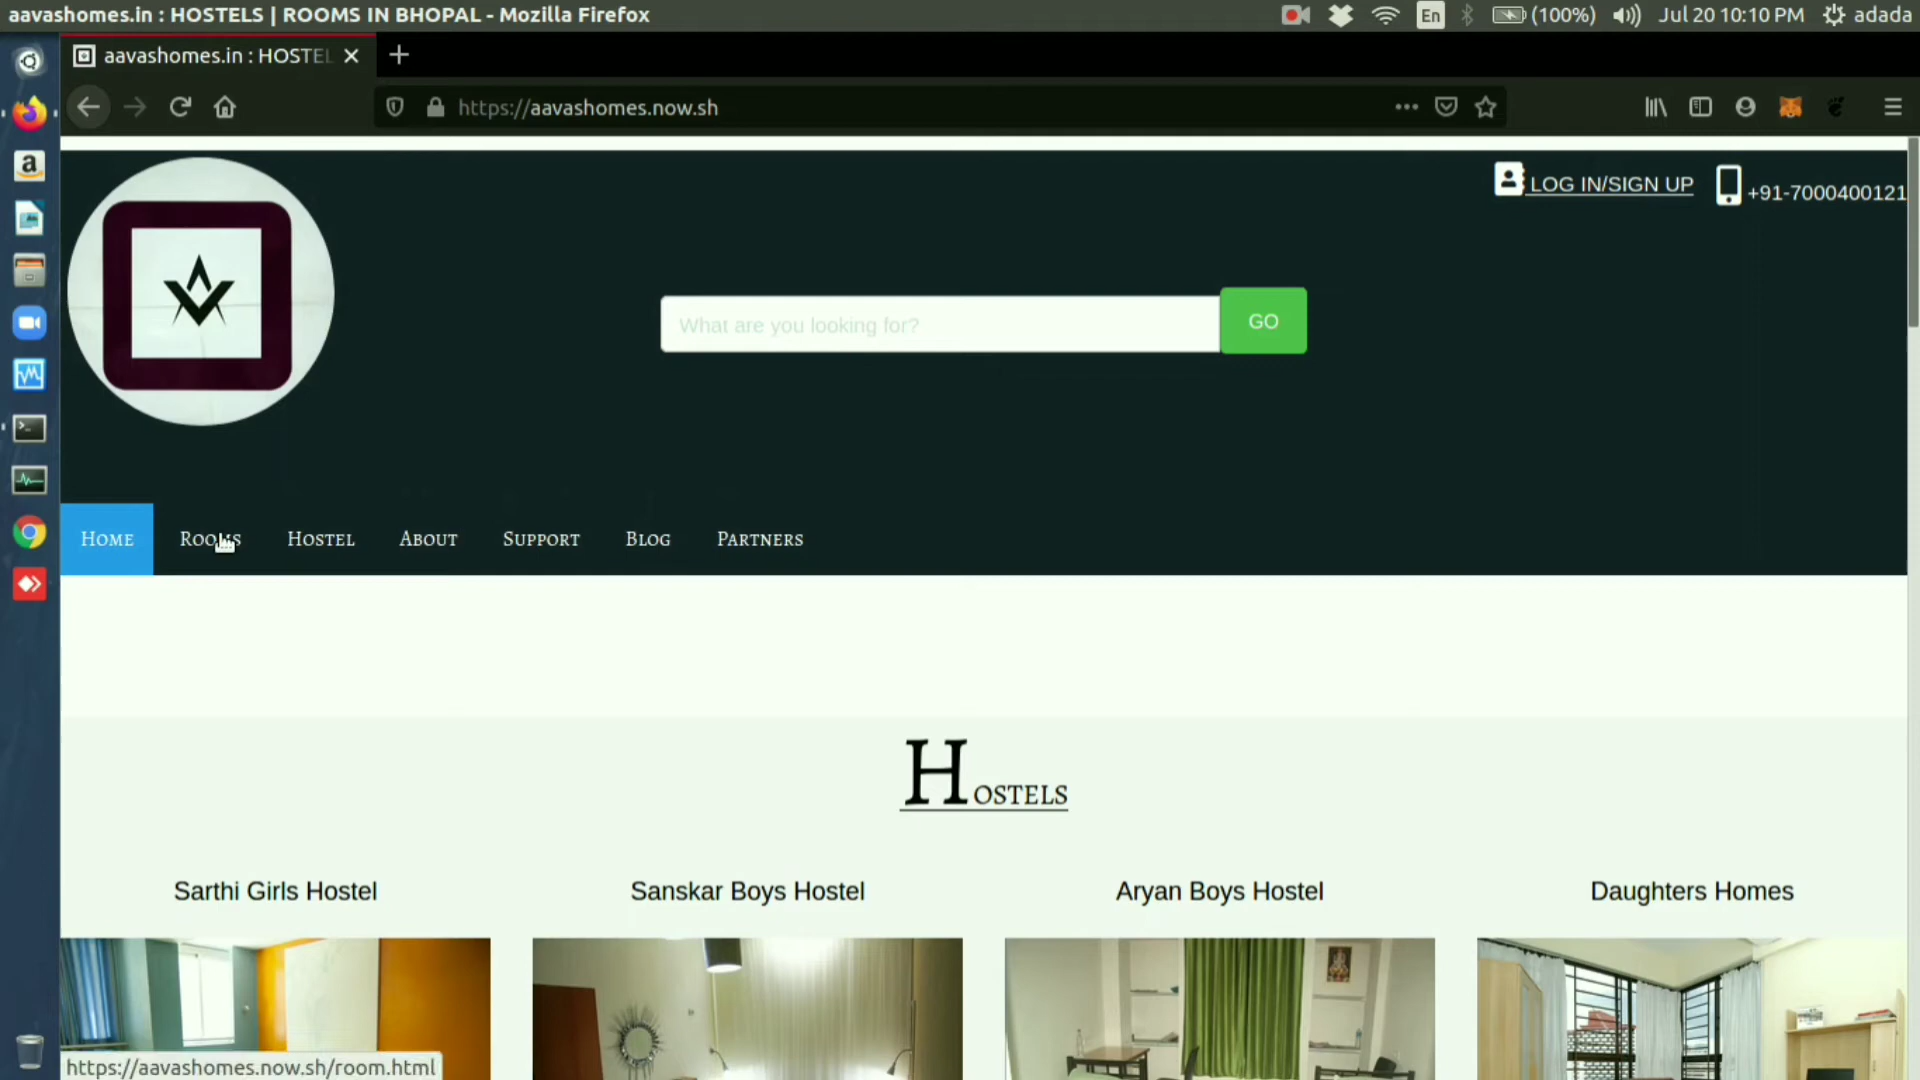 aavashomes.in : HOSTELS | ROOMS IN BHOPAL - Mozilla Firefox
En
(100%)
Jul 20 10:10 PM
adada
aavashomes.in : HOSTEL
https://aavashomes.now.sh
LOG IN/SIGN UP
+91-7000400121
What are you looking for?
GO
HOME
ROOMS
HOSTEL
ABOUT
SUPPORT
BLOG
PARTNERS
HOSTELS
Sarthi Girls Hostel
Sanskar Boys Hostel
Aryan Boys Hostel
Daughters Homes
https://aavashomes.now.sh/room.html